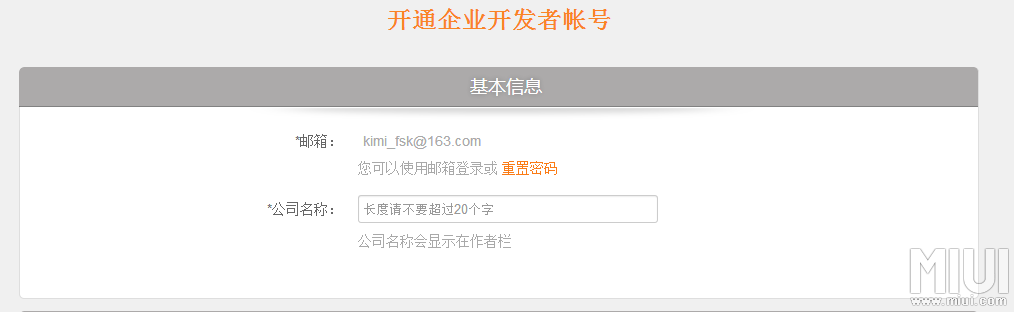 开通企业开发者帐号
基本信息
*邮箱： kimi_fsk@163.com
您可以使用邮箱登录或 重置密码
*公司名称： 长度请不要超过20个字
公司名称会显示在作者栏
MIUI
www.miui.com